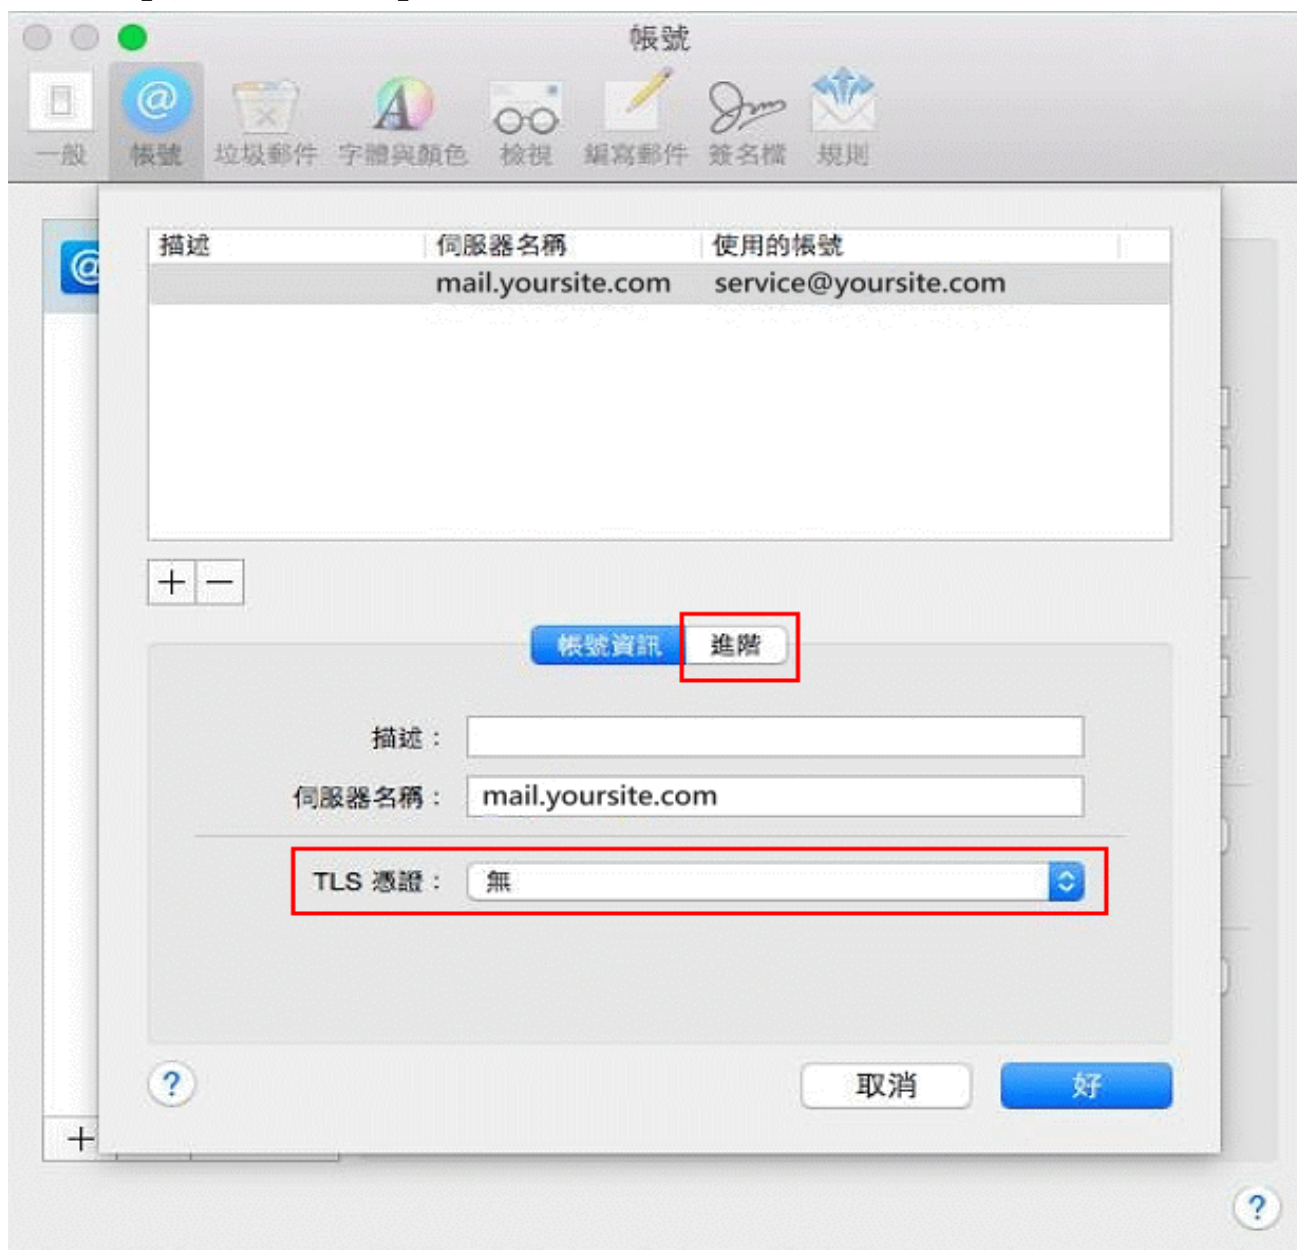 帳號
一般 帳號 垃圾郵件 字體與顏色 檢視 編寫郵件 簽名檔 規則
描述 伺服器名稱 使用的帳號
mail.yoursite.com service@yoursite.com
帳號資訊 進階
描述：
伺服器名稱： mail.yoursite.com
TLS 憑證： 無
? 取消 好
?